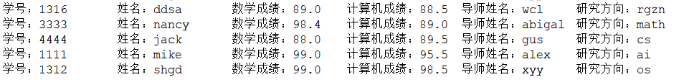 学号：1316 姓名：ddsa 数学成绩：89.0 计算机成绩：88.5 导师姓名：wcl 研究方向：rgzn
学号：3333 姓名：nancy 数学成绩：98.4 计算机成绩：89.0 导师姓名：abigal 研究方向：math
学号：4444 姓名：jack 数学成绩：88.0 计算机成绩：89.5 导师姓名：gus 研究方向：cs
学号：1111 姓名：mike 数学成绩：99.0 计算机成绩：95.5 导师姓名：alex 研究方向：ai
学号：1312 姓名：shgd 数学成绩：99.0 计算机成绩：98.5 导师姓名：xyy 研究方向：os